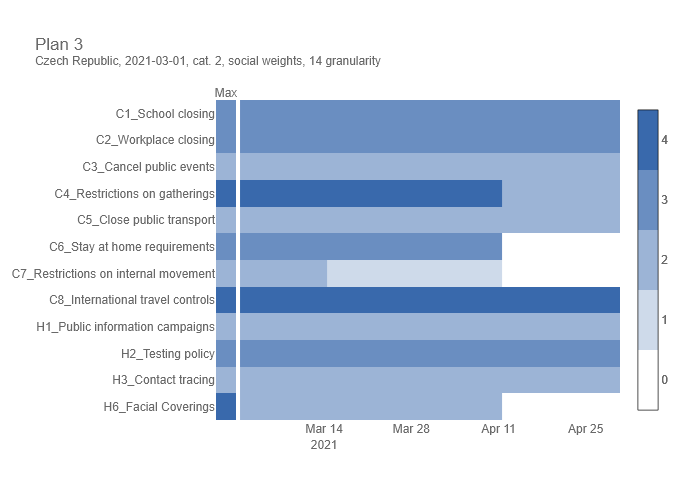 Plan 3
Czech Republic, 2021-03-01, cat. 2, social weights, 14 granularity
Max
C1_School closing
C2_Workplace closing
C3_Cancel public events
C4_Restrictions on gatherings
C5_Close public transport
C6_Stay at home requirements
C7_Restrictions on internal movement
C8_International travel controls
H1_Public information campaigns
H2_Testing policy
H3_Contact tracing
H6_Facial Coverings
4
3
2
1
0
Mar 14 Mar 28 Apr 11 Apr 25
2021